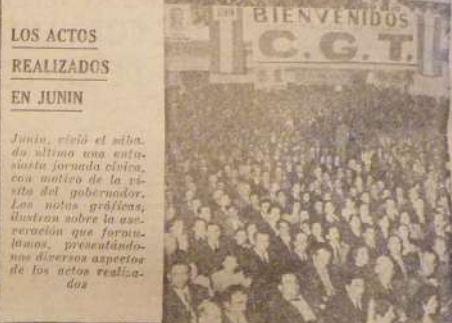 BIENVENIDOS
C.G.T.
LOS ACTOS
REALIZADOS
EN JUNIN
Junin, vivió el sába-
do ultimo una entu-
siasta jornada cívica,
con motivo de la vi-
sita del gobernador.
Las notas gráficas,
ilustran sobre la ase-
veración que formu-
lamos, presentándo-
nos diversos aspectos
de los actos realiza-
dos